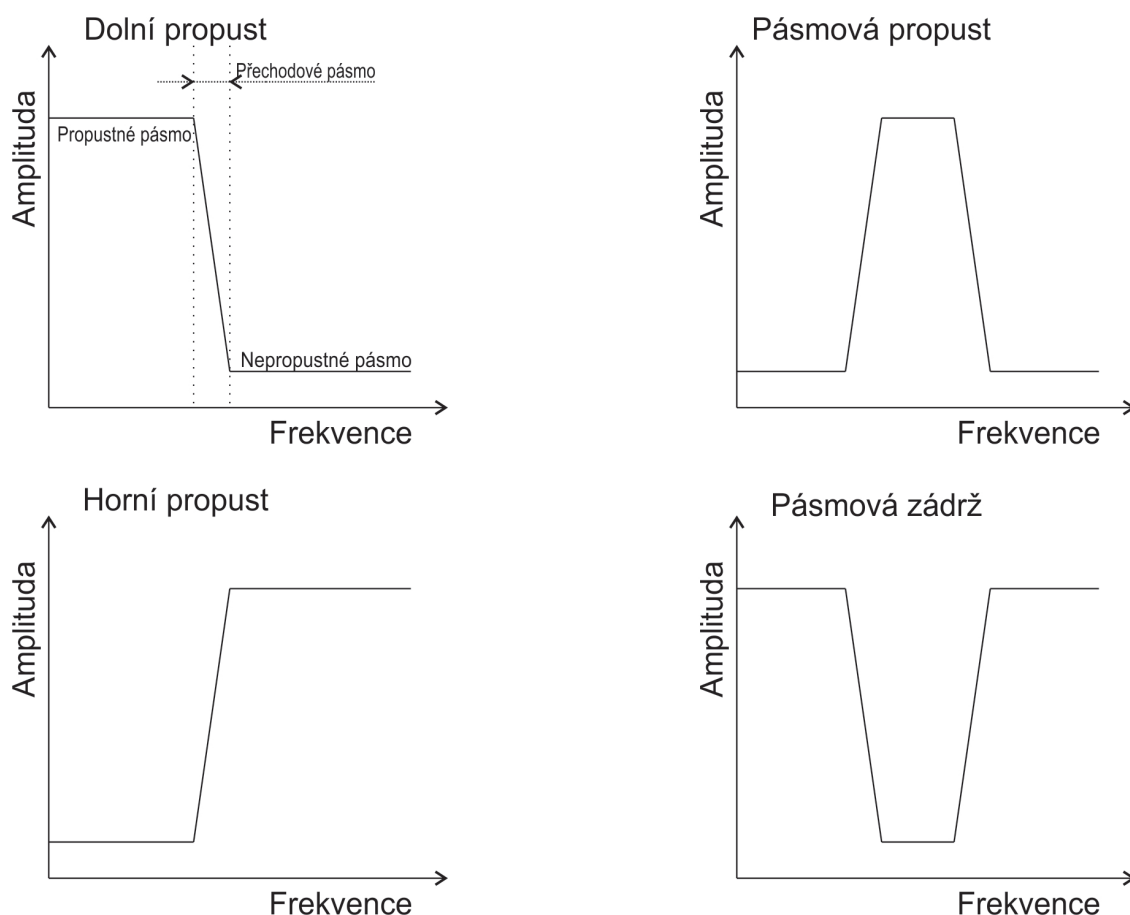 Dolní propust
Přechodové pásmo
Propustné pásmo
Nepropustné pásmo
Amplituda
Frekvence
Pásmová propust
Amplituda
Frekvence
Horní propust
Amplituda
Frekvence
Pásmová zádrž
Amplituda
Frekvence